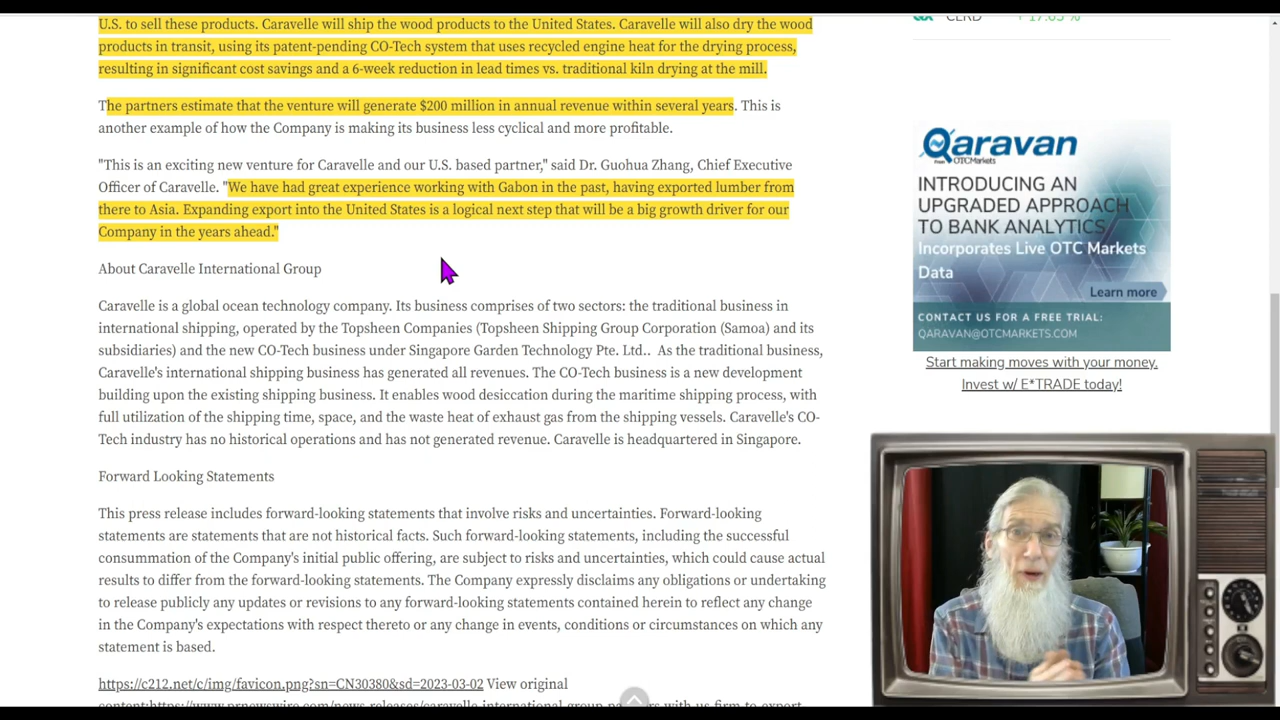 U.S. to sell these products. Caravelle will ship the wood products to the United States. Caravelle will also dry the wood
products in transit, using its patent-pending CO-Tech system that uses recycled engine heat for the drying process,
resulting in significant cost savings and a 6-week reduction in lead times vs. traditional kiln drying at the mill.
The partners estimate that the venture will generate $200 million in annual revenue within several years. This is
another example of how the Company is making its business less cyclical and more profitable.
"This is an exciting new venture for Caravelle and our U.S. based partner," said Dr. Guohua Zhang, Chief Executive
Officer of Caravelle. "We have had great experience working with Gabon in the past, having exported lumber from
there to Asia. Expanding export into the United States is a logical next step that will be a big growth driver for our
Company in the years ahead."
About Caravelle International Group
Caravelle is a global ocean technology company. Its business comprises of two sectors: the traditional business in
international shipping, operated by the Topsheen Companies (Topsheen Shipping Group Corporation (Samoa) and its
subsidiaries) and the new CO-Tech business under Singapore Garden Technology Pte. Ltd.. As the traditional business,
Caravelle's international shipping business has generated all revenues. The CO-Tech business is a new development
building upon the existing shipping business. It enables wood desiccation during the maritime shipping process, with
full utilization of the shipping time, space, and the waste heat of exhaust gas from the shipping vessels. Caravelle's CO-
Tech industry has no historical operations and has not generated revenue. Caravelle is headquartered in Singapore.
Forward Looking Statements
This press release includes forward-looking statements that involve risks and uncertainties. Forward-looking
statements are statements that are not historical facts. Such forward-looking statements, including the successful
consummation of the Company's initial public offering, are subject to risks and uncertainties, which could cause actual
results to differ from the forward-looking statements. The Company expressly disclaims any obligations or undertaking
to release publicly any updates or revisions to any forward-looking statements contained herein to reflect any change
in the Company's expectations with respect thereto or any change in events, conditions or circumstances on which any
statement is based.
https://c212.net/c/img/favicon.png?sn=CN30380&sd=2023-03-02 View original
content:https://www.prnewswire.com/news-releases/caravelle-international-group-partners-with-us-firm-to-export-
Qaravan
from OTCMarkets
INTRODUCING AN
UPGRADED APPROACH
TO BANK ANALYTICS
Incorporates Live OTC Markets
Data
Learn more
CONTACT US FOR A FREE TRIAL:
QARAVAN@OTCMARKETS.COM
Start making moves with your money.
Invest w/ E*TRADE today!